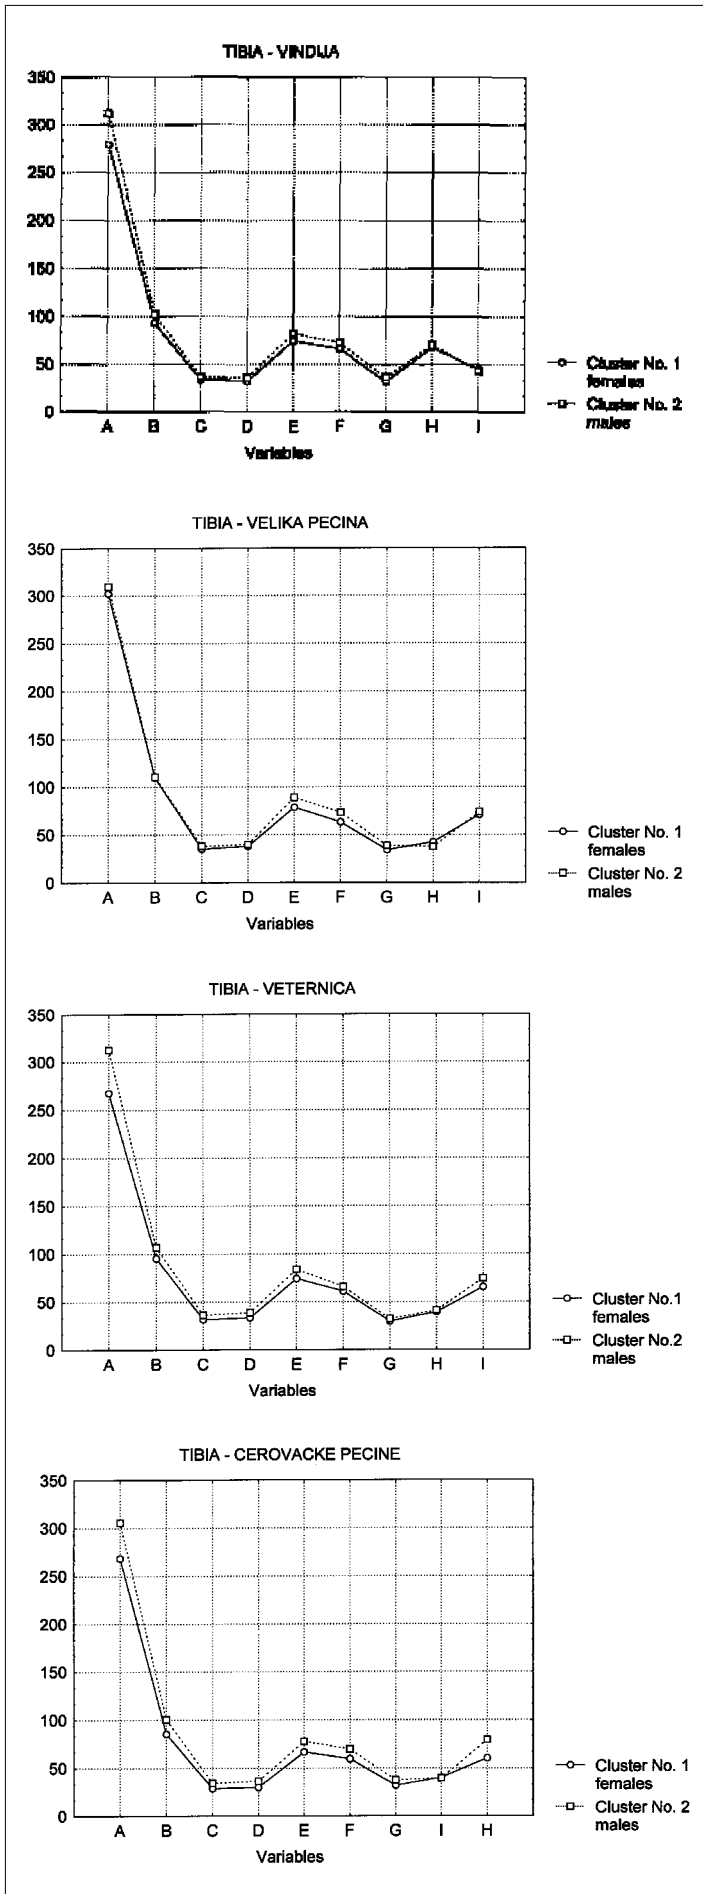 TIBIA - VINDIJA
350
300
250
200
150
100
50
0
A B C D E F G H I
Variables
Cluster No. 1
females
Cluster No. 2
males
TIBIA - VELIKA PECINA
350
300
250
200
150
100
50
0
A B C D E F G H I
Variables
Cluster No. 1
females
Cluster No. 2
males
TIBIA - VETERNICA
350
300
250
200
150
100
50
0
A B C D E F G H I
Variables
Cluster No.1
females
Cluster No.2
males
TIBIA - CEROVACKE PECINE
350
300
250
200
150
100
50
0
A B C D E F G I H
Variables
Cluster No. 1
females
Cluster No. 2
males